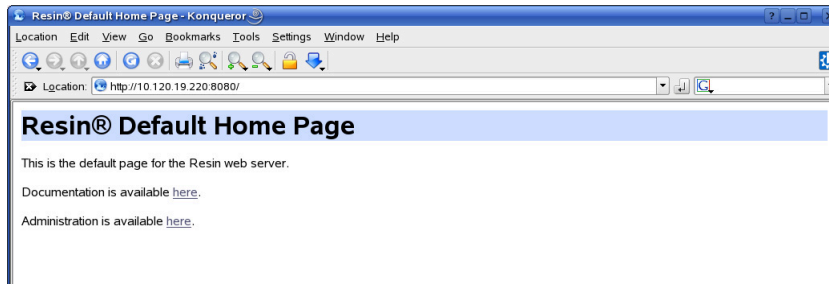 Resin® Default Home Page - Konqueror
Location Edit View Go Bookmarks Tools Settings Window Help
Location: http://10.120.19.220:8080/
Resin® Default Home Page
This is the default page for the Resin web server.
Documentation is available here.
Administration is available here.